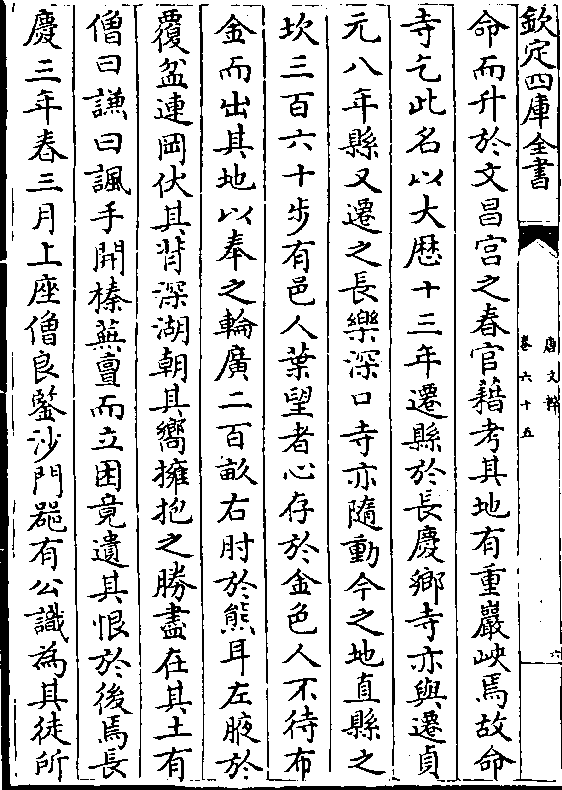 欽定四庫全書
唐文粹
卷六十五
六
命而升於文昌宫之春官籍考其地有重巖峡焉故命
寺乞此名以大厯十三年遷縣於長慶鄉寺亦與遷貞
元八年縣又遷之長樂深口寺亦隨動今之地直縣之
坎三百六十步有邑人葉望者心存於金色人不待布
金而出其地以奉之輪廣二百畝右肘於熊耳左腋於
覆盆連岡伏其背深湖朝其嚮擁抱之勝盡在其土有
僧曰謙曰諷手開榛蕪亶而立困竟遺其恨於後焉長
慶三年春三月上座僧良鑒沙門龆有公識為其徒所